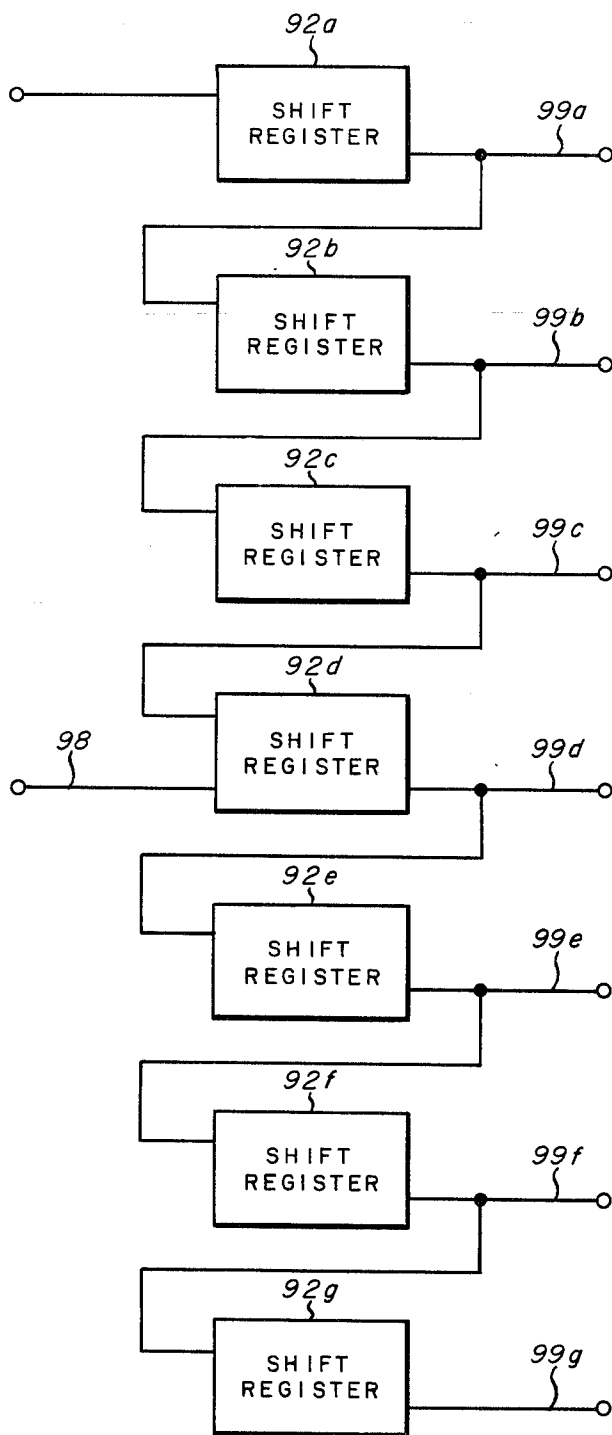 92a
SHIFT
REGISTER
99a
92b
SHIFT
REGISTER
99b
92c
SHIFT
REGISTER
99c
92d
98
SHIFT
REGISTER
99d
92e
SHIFT
REGISTER
99e
92f
SHIFT
REGISTER
99f
92g
SHIFT
REGISTER
99g